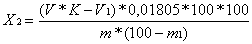 X₂ = (V * K – V₁) * 0,01805 * 100 * 100
m * (100 – m₁)